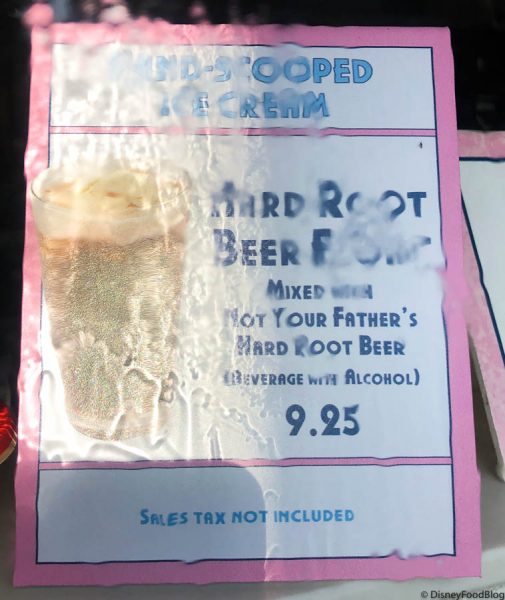 HAND-SCOOPED
ICE CREAM
HARD ROOT
BEER FLOAT
MIXED WITH
NOT YOUR FATHER'S
HARD ROOT BEER
(BEVERAGE WITH ALCOHOL)
9.25
SALES TAX NOT INCLUDED
© DisneyFoodBlog